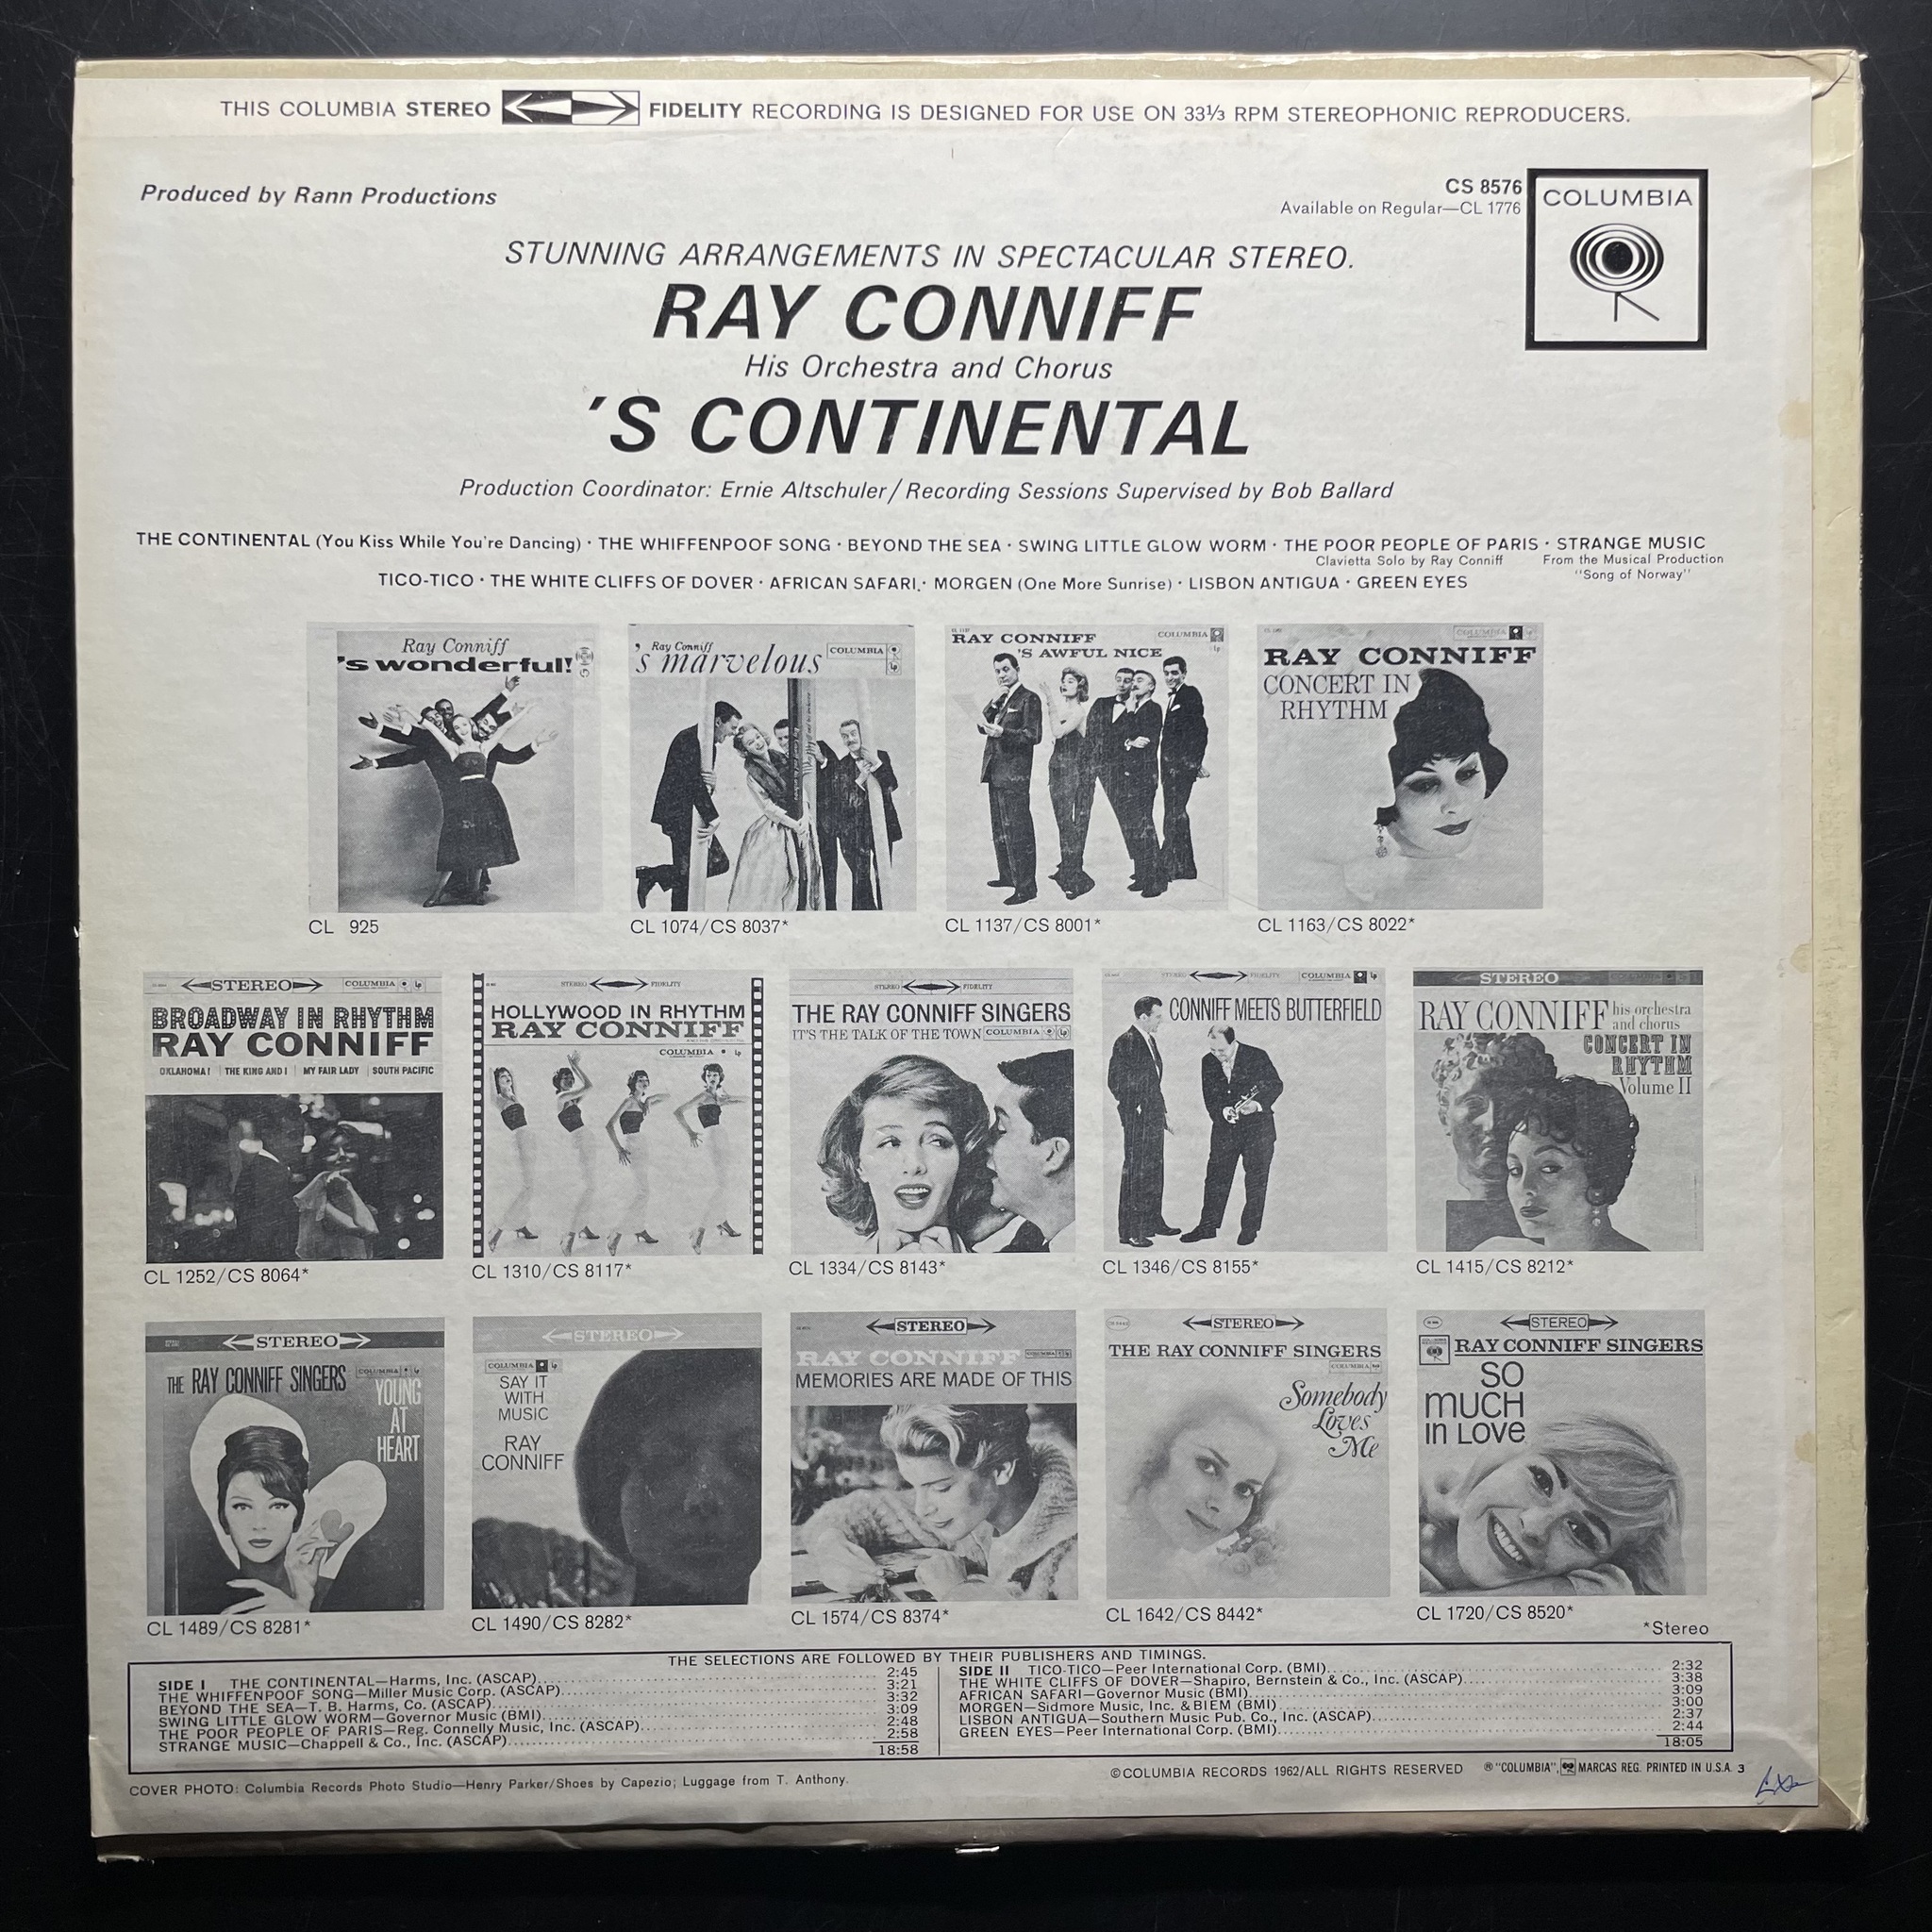 THIS COLUMBIA STEREO FIDELITY RECORDING IS DESIGNED FOR USE ON 33⅓ RPM STEREOPHONIC REPRODUCERS.
Produced by Rann Productions
CS 8576
Available on Regular—CL 1776
COLUMBIA
STUNNING ARRANGEMENTS IN SPECTACULAR STEREO.
RAY CONNIFF
His Orchestra and Chorus
'S CONTINENTAL
Production Coordinator: Ernie Altschuler/Recording Sessions Supervised by Bob Ballard
THE CONTINENTAL (You Kiss While You're Dancing) · THE WHIFFENPOOF SONG · BEYOND THE SEA · SWING LITTLE GLOW WORM · THE POOR PEOPLE OF PARIS · STRANGE MUSIC
Clavietta Solo by Ray Conniff From the Musical Production
"Song of Norway"
TICO-TICO · THE WHITE CLIFFS OF DOVER · AFRICAN SAFARI · MORGEN (One More Sunrise) · LISBON ANTIGUA · GREEN EYES
Ray Conniff
's wonderful!
CL 925
Ray Conniff
's marvelous
COLUMBIA
CL 1074/CS 8037*
RAY CONNIFF
COLUMBIA
'S AWFUL NICE
CL 1137/CS 8001*
COLUMBIA
RAY CONNIFF
CONCERT IN
RHYTHM
CL 1163/CS 8022*
STEREO
COLUMBIA
BROADWAY IN RHYTHM
RAY CONNIFF
OKLAHOMA! THE KING AND I MY FAIR LADY SOUTH PACIFIC
CL 1252/CS 8064*
STEREO FIDELITY
HOLLYWOOD IN RHYTHM
RAY CONNIFF
COLUMBIA
CL 1310/CS 8117*
STEREO FIDELITY
THE RAY CONNIFF SINGERS
IT'S THE TALK OF THE TOWN COLUMBIA
CL 1334/CS 8143*
STEREO FIDELITY COLUMBIA
CONNIFF MEETS BUTTERFIELD
CL 1346/CS 8155*
STEREO
RAY CONNIFF his orchestra
and chorus
CONCERT IN
RHYTHM
Volume II
CL 1415/CS 8212*
STEREO
THE RAY CONNIFF SINGERS
COLUMBIA
YOUNG
AT
HEART
CL 1489/CS 8281*
STEREO
COLUMBIA
SAY IT
WITH
MUSIC
RAY
CONNIFF
CL 1490/CS 8282*
STEREO
RAY CONNIFF COLUMBIA
MEMORIES ARE MADE OF THIS
CL 1574/CS 8374*
STEREO
THE RAY CONNIFF SINGERS
COLUMBIA
Somebody
Loves
Me
CL 1642/CS 8442*
STEREO
RAY CONNIFF SINGERS
SO
MUCH
IN LOVE
CL 1720/CS 8520*
*Stereo
THE SELECTIONS ARE FOLLOWED BY THEIR PUBLISHERS AND TIMINGS.
SIDE I THE CONTINENTAL—Harms, Inc. (ASCAP) 2:45
THE WHIFFENPOOF SONG—Miller Music Corp. (ASCAP) 3:21
BEYOND THE SEA—T. B. Harms, Co. (ASCAP) 3:32
SWING LITTLE GLOW WORM—Governor Music (BMI) 3:09
THE POOR PEOPLE OF PARIS—Reg. Connelly Music, Inc. (ASCAP) 2:48
STRANGE MUSIC—Chappell & Co., Inc. (ASCAP) 2:58
18:58
SIDE II TICO-TICO—Peer International Corp. (BMI) 2:32
THE WHITE CLIFFS OF DOVER—Shapiro, Bernstein & Co., Inc. (ASCAP) 3:38
AFRICAN SAFARI—Governor Music (BMI) 3:09
MORGEN—Sidmore Music, Inc. & BIEM (BMI) 3:00
LISBON ANTIGUA—Southern Music Pub. Co., Inc. (ASCAP) 2:37
GREEN EYES—Peer International Corp. (BMI) 2:44
18:05
COVER PHOTO: Columbia Records Photo Studio—Henry Parker/Shoes by Capezio; Luggage from T. Anthony.
©COLUMBIA RECORDS 1962/ALL RIGHTS RESERVED ® "COLUMBIA", MARCAS REG. PRINTED IN U.S.A. 3